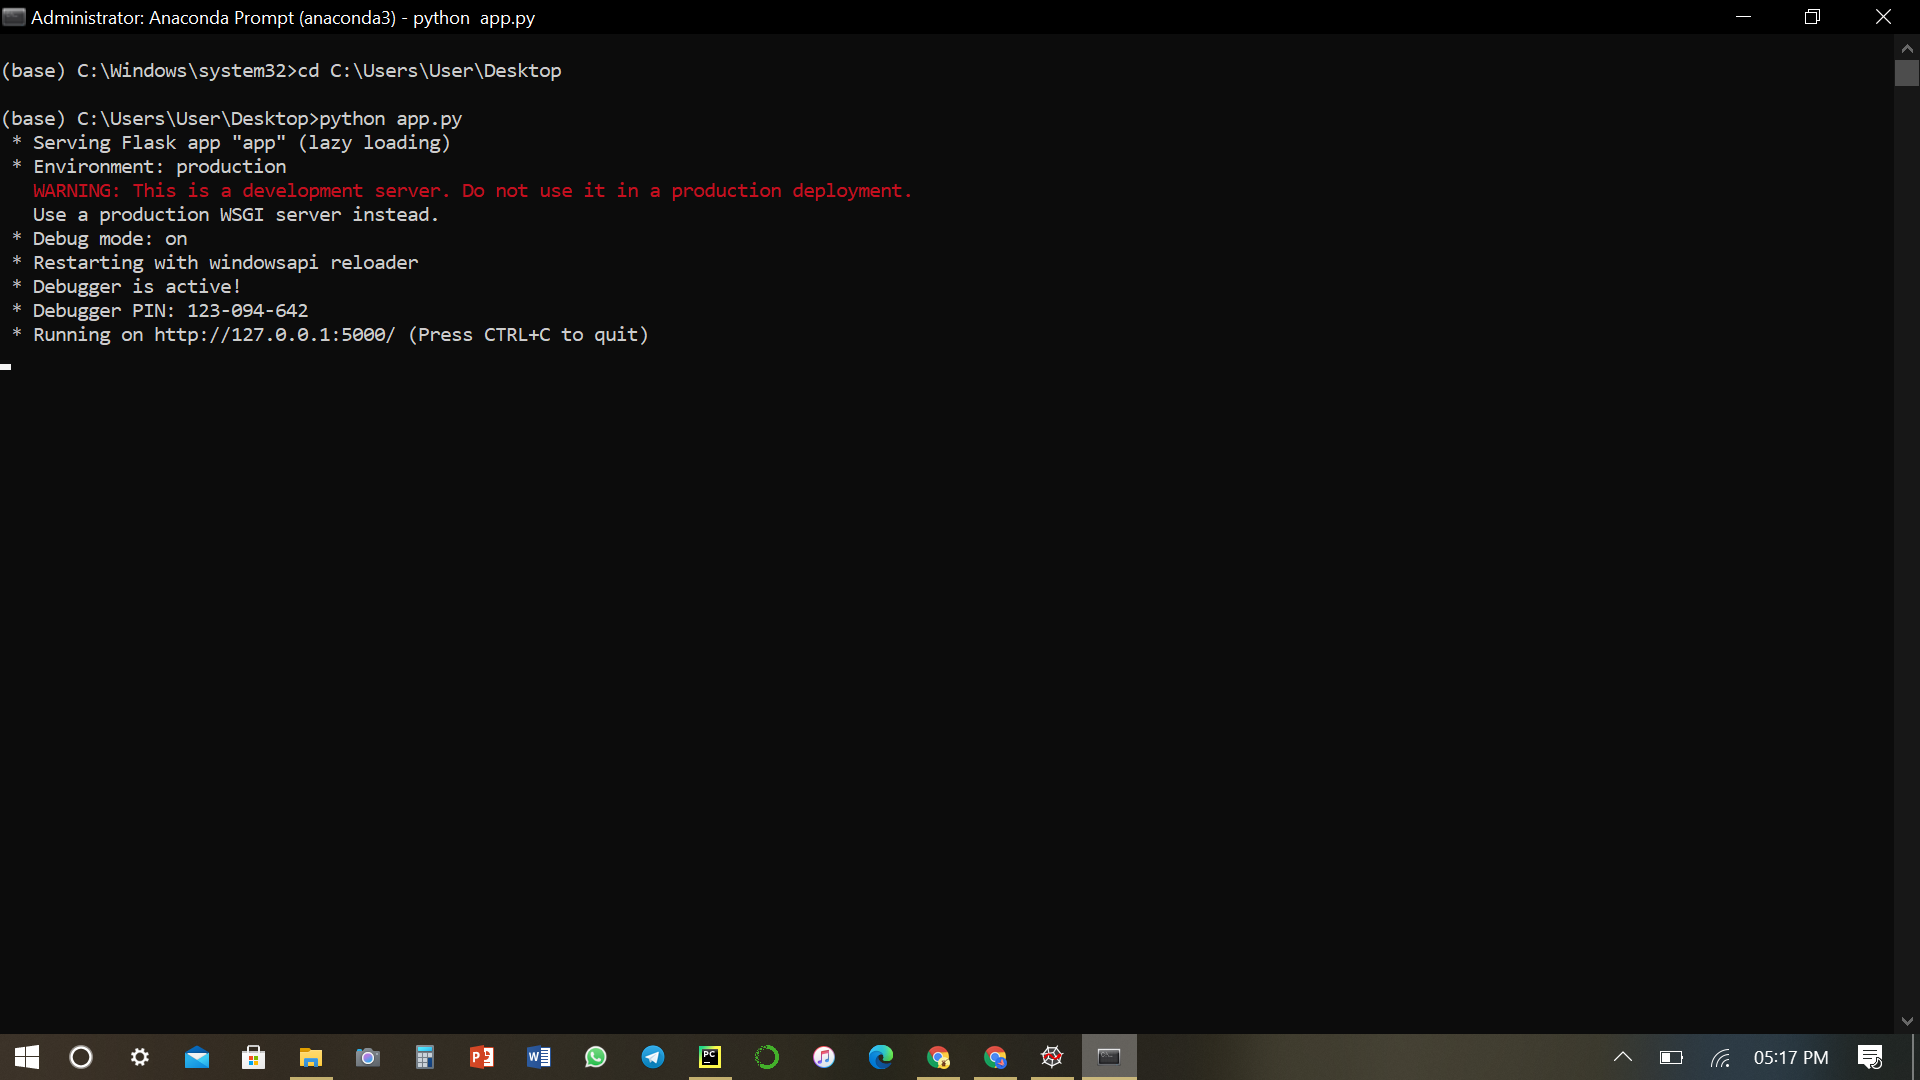 Administrator: Anaconda Prompt (anaconda3) - python  app.py
(base) C:\Windows\system32>cd C:\Users\User\Desktop
(base) C:\Users\User\Desktop>python app.py
 * Serving Flask app "app" (lazy loading)
 * Environment: production
   WARNING: This is a development server. Do not use it in a production deployment.
   Use a production WSGI server instead.
 * Debug mode: on
 * Restarting with windowsapi reloader
 * Debugger is active!
 * Debugger PIN: 123-094-642
 * Running on http://127.0.0.1:5000/ (Press CTRL+C to quit)
05:17 PM